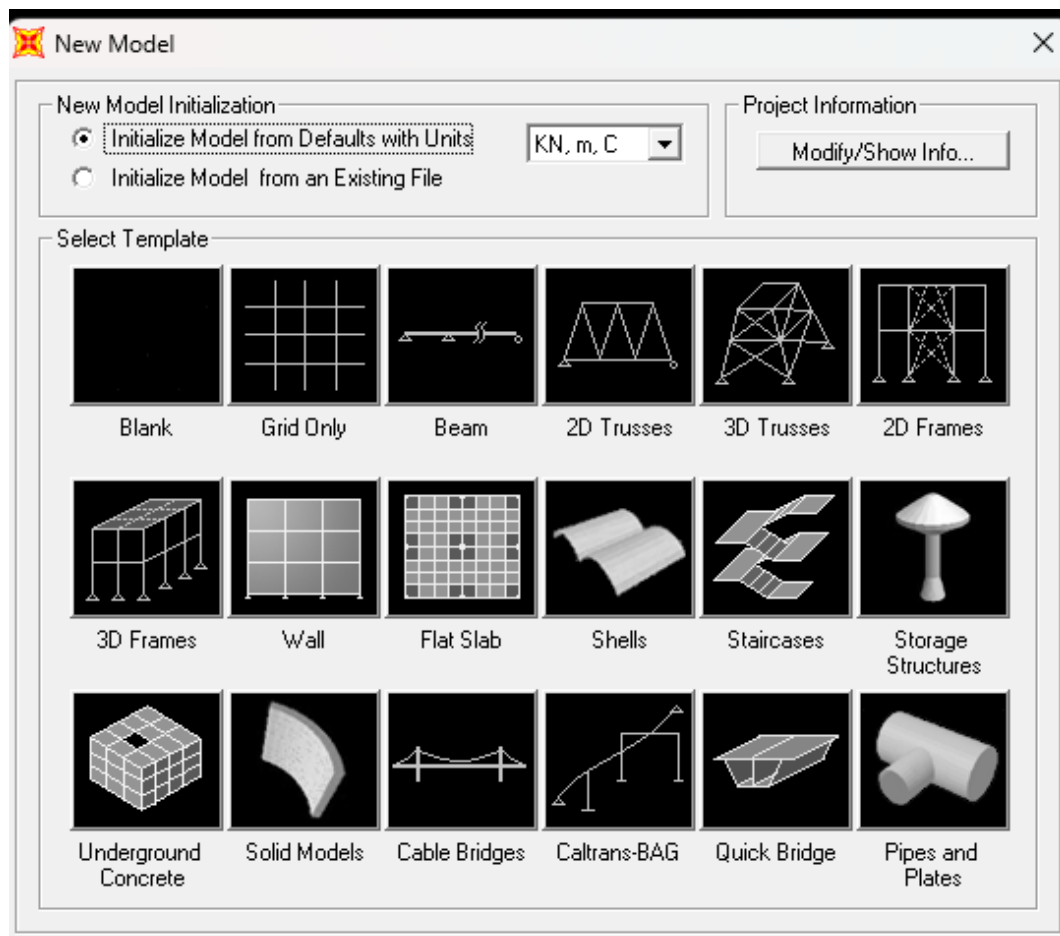 New Model
New Model Initialization
Initialize Model from Defaults with Units
KN, m, C
Initialize Model from an Existing File
Project Information
Modify/Show Info...
Select Template
Blank
Grid Only
Beam
2D Trusses
3D Trusses
2D Frames
3D Frames
Wall
Flat Slab
Shells
Staircases
Storage
Structures
Underground
Concrete
Solid Models
Cable Bridges
Caltrans-BAG
Quick Bridge
Pipes and
Plates